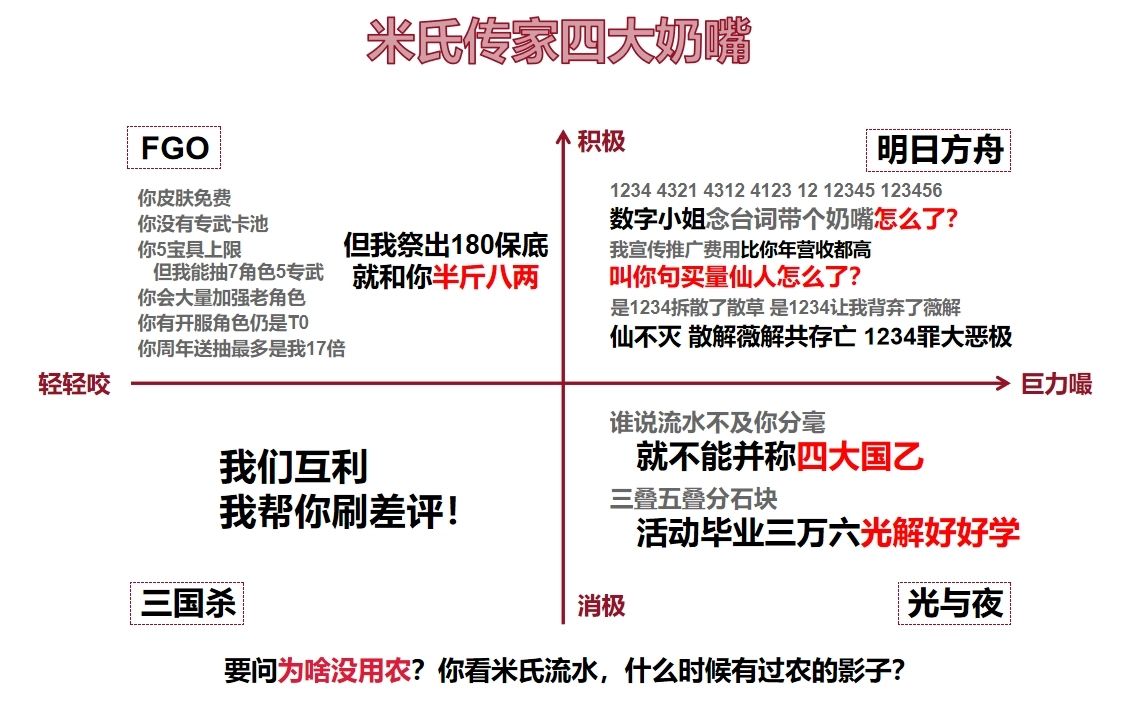 米氏传家四大奶嘴
FGO
你皮肤免费
你没有专武卡池
你5宝具上限
但我能抽7角色5专武
你会大量加强老角色
你有开服角色仍是T0
你周年送抽最多是我17倍
但我祭出180保底
就和你半斤八两
积极
明日方舟
1234 4321 4312 4123 12 12345 123456
数字小姐念台词带个奶嘴怎么了?
我宣传推广费用比你年营收都高
叫你句买量仙人怎么了?
是1234拆散了散草 是1234让我背弃了薇解
仙不灭 散解薇解共存亡 1234罪大恶极
轻轻咬
巨力嘬
我们互利
我帮你刷差评!
三国杀
谁说流水不及你分毫
就不能并称四大国乙
三叠五叠分石块
活动毕业三万六光解好好学
消极
光与夜
要问为啥没用农? 你看米氏流水，什么时候有过农的影子?